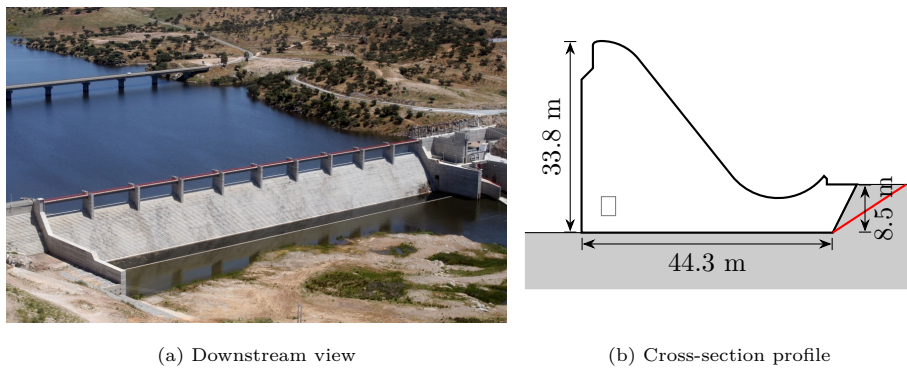 33.8 m
8.5 m
44.3 m
(a) Downstream view
(b) Cross-section profile